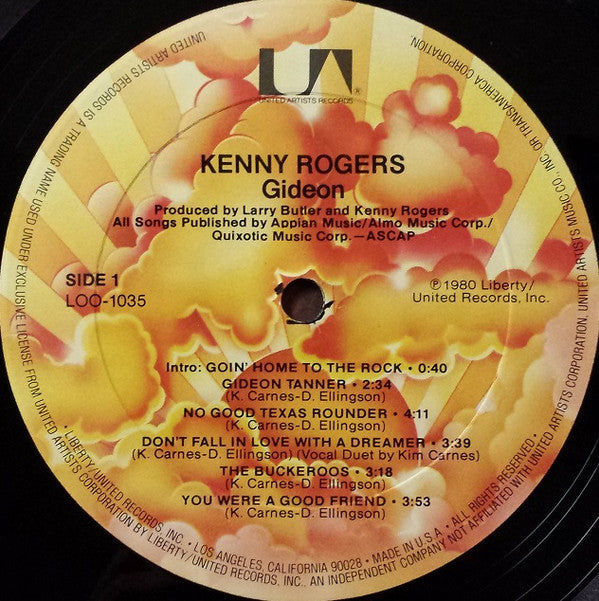 UA
®
UNITED ARTISTS RECORDS
KENNY ROGERS
Gideon
Produced by Larry Butler and Kenny Rogers
All Songs Published by Appian Music/Almo Music Corp./
Quixotic Music Corp.—ASCAP
SIDE 1
LOO-1035
℗ 1980 Liberty/
United Records, Inc.
Intro: GOIN' HOME TO THE ROCK • 0:40
GIDEON TANNER • 2:34
(K. Carnes-D. Ellingson)
NO GOOD TEXAS ROUNDER • 4:11
(K. Carnes-D. Ellingson)
DON'T FALL IN LOVE WITH A DREAMER • 3:39
(K. Carnes-D. Ellingson) (Vocal Duet by Kim Carnes)
THE BUCKEROOS • 3:18
(K. Carnes-D. Ellingson)
YOU WERE A GOOD FRIEND • 3:53
(K. Carnes-D. Ellingson)
• LIBERTY/UNITED RECORDS, INC. • LOS ANGELES, CALIFORNIA 90028 • MADE IN U.S.A. • ALL RIGHTS RESERVED •
UNITED ARTISTS RECORDS IS A TRADING NAME USED UNDER EXCLUSIVE LICENSE FROM UNITED ARTISTS CORPORATION BY LIBERTY/UNITED RECORDS, INC., AN INDEPENDENT COMPANY NOT AFFILIATED WITH UNITED ARTISTS CORPORATION, UNITED ARTISTS MUSIC CO., INC. OR TRANSAMERICA CORPORATION.